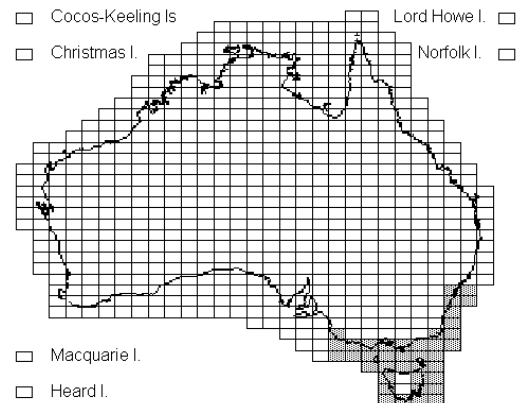 Cocos-Keeling Is
Lord Howe I.
Christmas I.
Norfolk I.
Macquarie I.
Heard I.